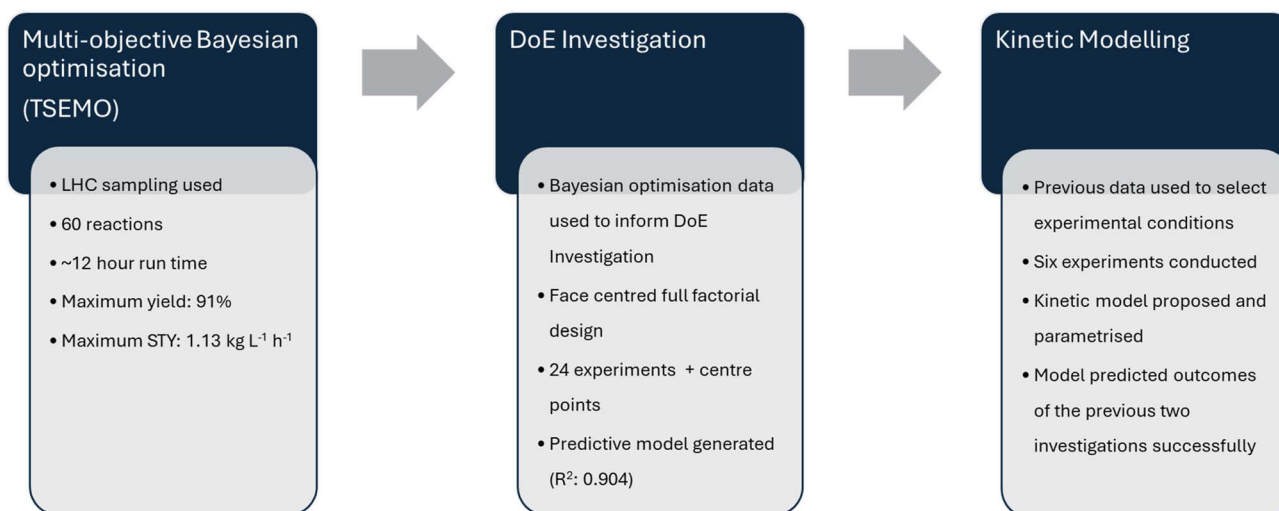 Multi-objective Bayesian
optimisation
(TSEMO)
• LHC sampling used
• 60 reactions
• ~12 hour run time
• Maximum yield: 91%
• Maximum STY: 1.13 kg L⁻¹ h⁻¹
DoE Investigation
• Bayesian optimisation data
used to inform DoE
Investigation
• Face centred full factorial
design
• 24 experiments + centre
points
• Predictive model generated
(R²: 0.904)
Kinetic Modelling
• Previous data used to select
experimental conditions
• Six experiments conducted
• Kinetic model proposed and
parametrised
• Model predicted outcomes
of the previous two
investigations successfully